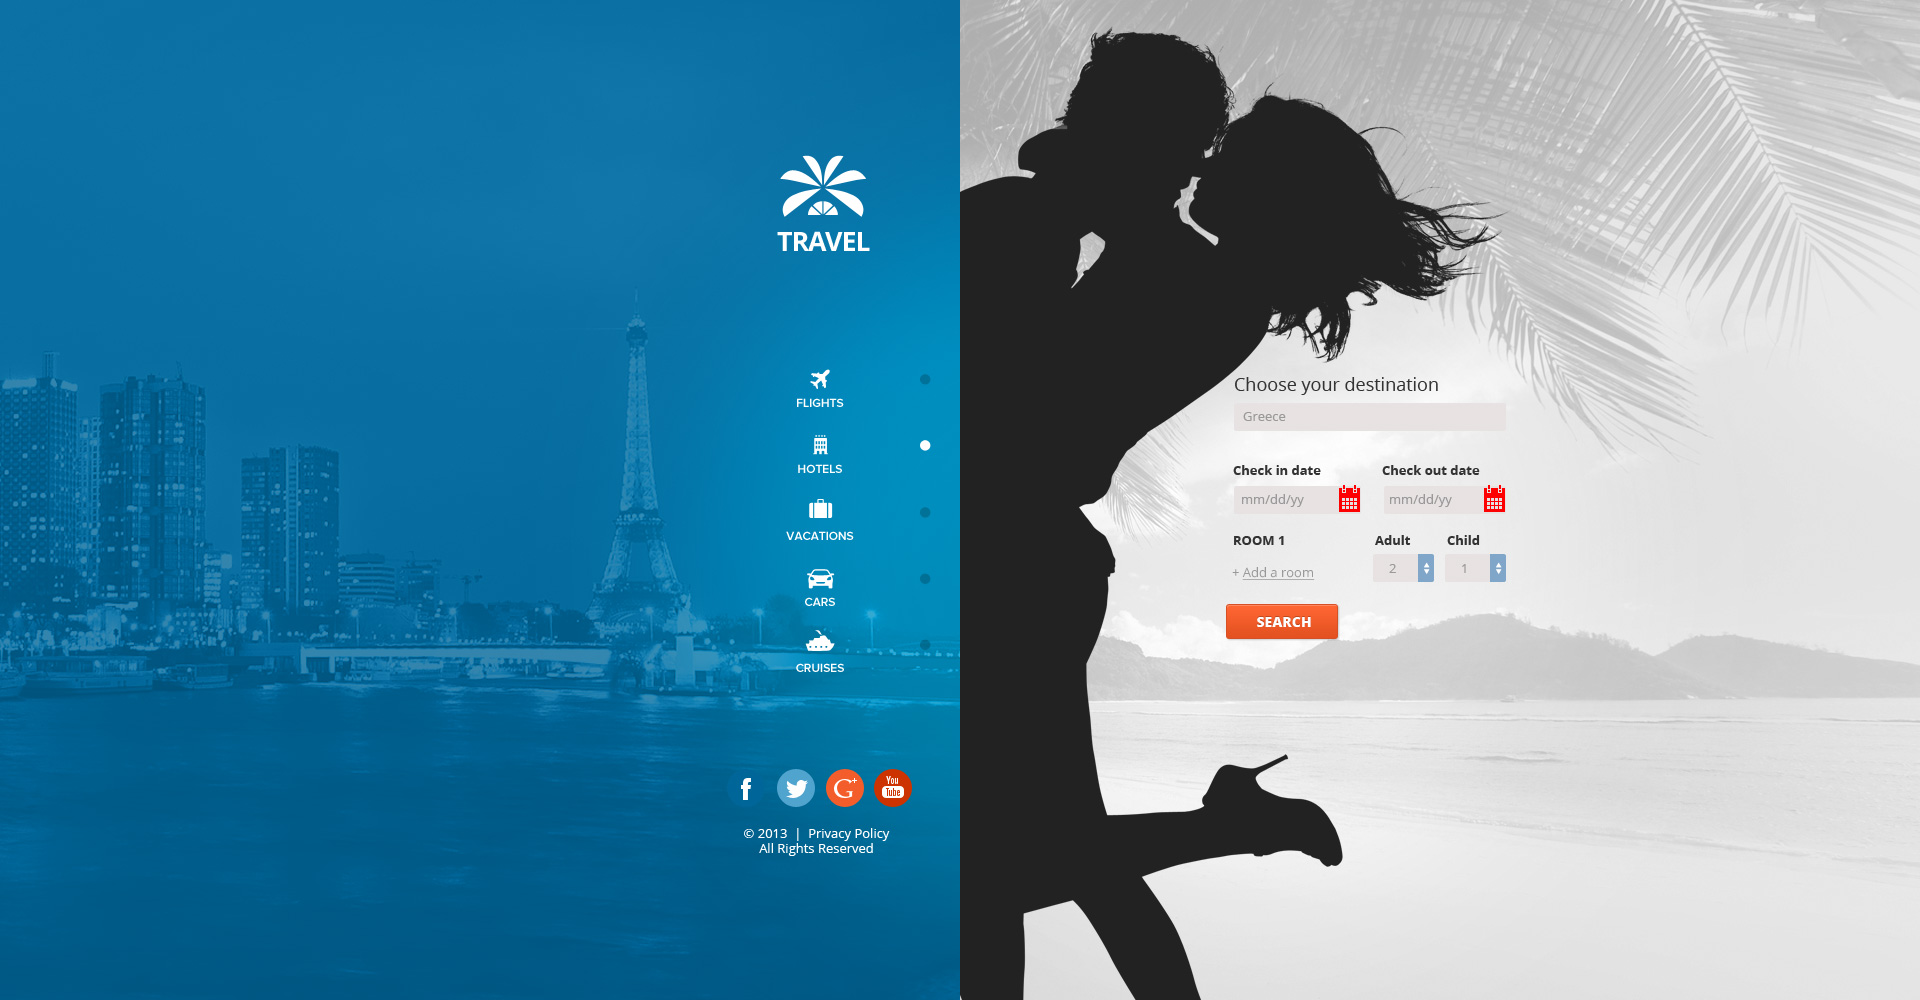 TRAVEL
FLIGHTS
HOTELS
VACATIONS
CARS
CRUISES
f
G+
You
Tube
© 2013 | Privacy Policy
All Rights Reserved
Choose your destination
Greece
Check in date Check out date
mm/dd/yy mm/dd/yy
ROOM 1 Adult Child
+ Add a room 2 1
SEARCH